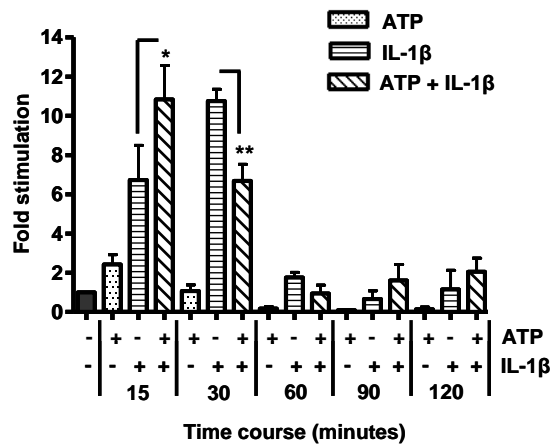 ATP
IL-1β
ATP + IL-1β
Fold stimulation
14
12
10
8
6
4
2
0
*
**
- + - + + - + + - + + - + + - + ATP
- - + + - + + - + + - + + - + + IL-1β
15 30 60 90 120
Time course (minutes)